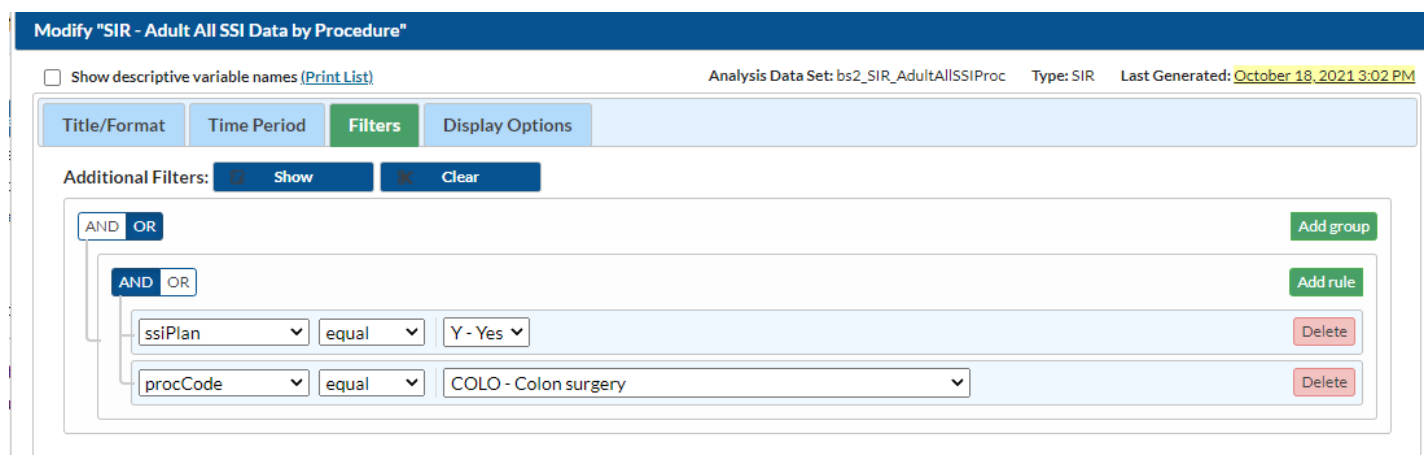 Modify "SIR - Adult All SSI Data by Procedure"
Show descriptive variable names (Print List) Analysis Data Set: bs2_SIR_AdultAllSSIProc Type: SIR Last Generated: October 18, 2021 3:02 PM
Title/Format Time Period Filters Display Options
Additional Filters: Show Clear
AND OR Add group
AND OR Add rule
ssiPlan equal Y - Yes Delete
procCode equal COLO - Colon surgery Delete